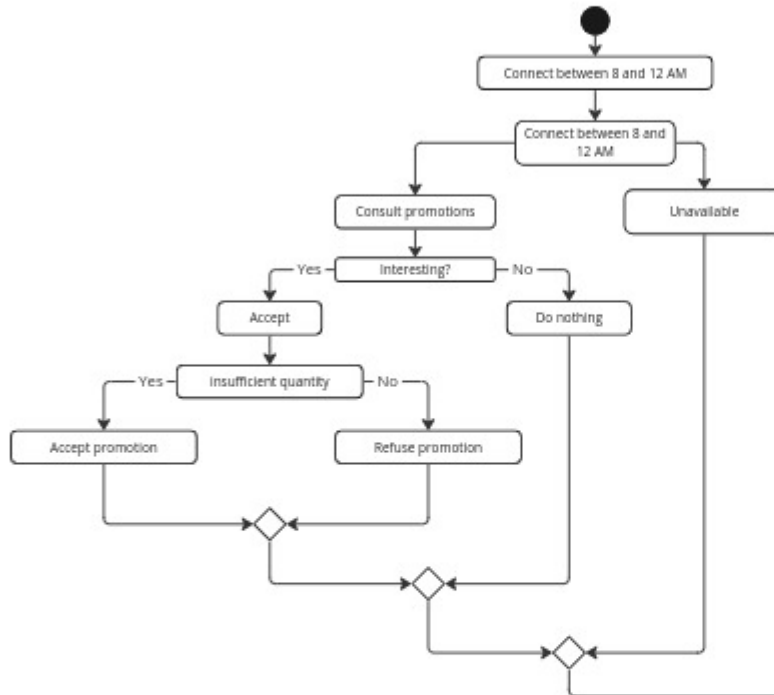 Connect between 8 and 12 AM
Connect between 8 and
12 AM
Consult promotions
Unavailable
Yes
Interesting?
No
Accept
Do nothing
Yes
Insufficient quantity
No
Accept promotion
Refuse promotion